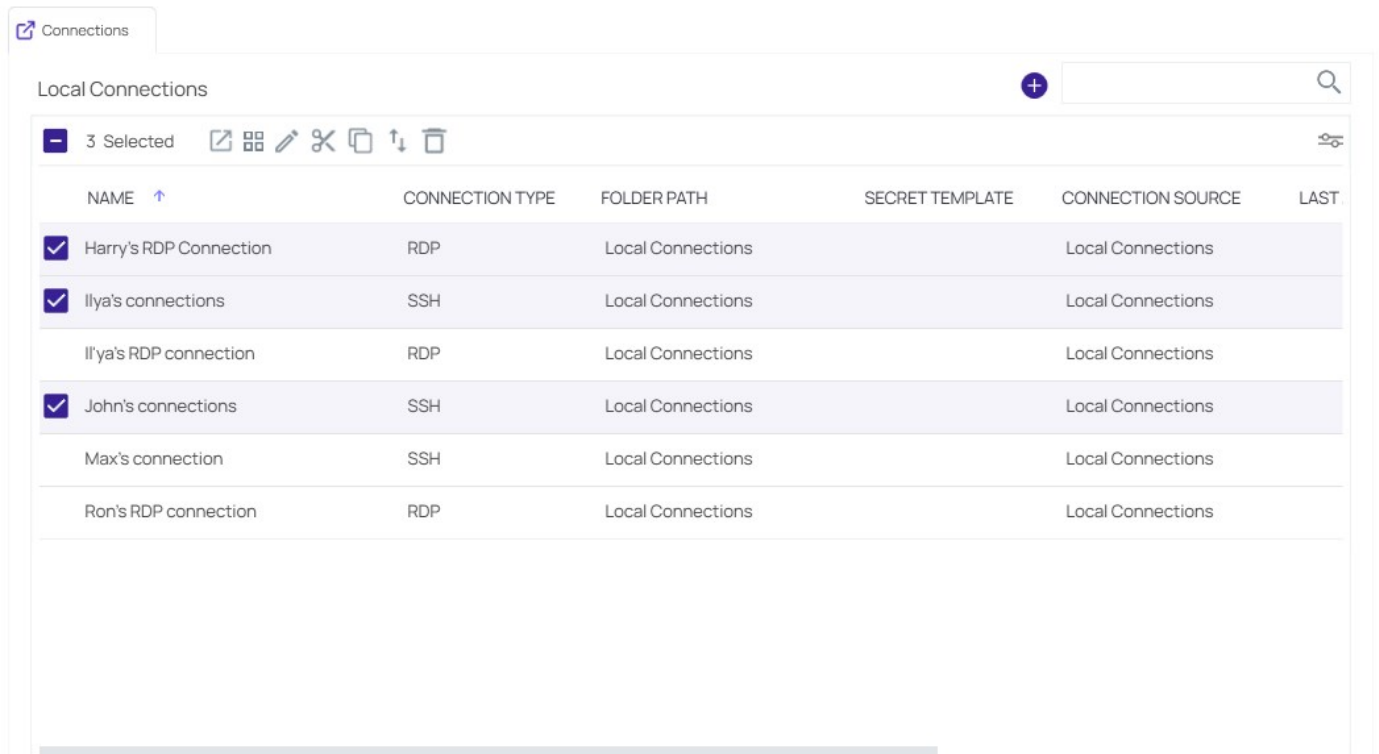 Connections
Local Connections
3 Selected
NAME CONNECTION TYPE FOLDER PATH SECRET TEMPLATE CONNECTION SOURCE LAST
Harry's RDP Connection RDP Local Connections Local Connections
Ilya's connections SSH Local Connections Local Connections
Il'ya's RDP connection RDP Local Connections Local Connections
John's connections SSH Local Connections Local Connections
Max's connection SSH Local Connections Local Connections
Ron's RDP connection RDP Local Connections Local Connections